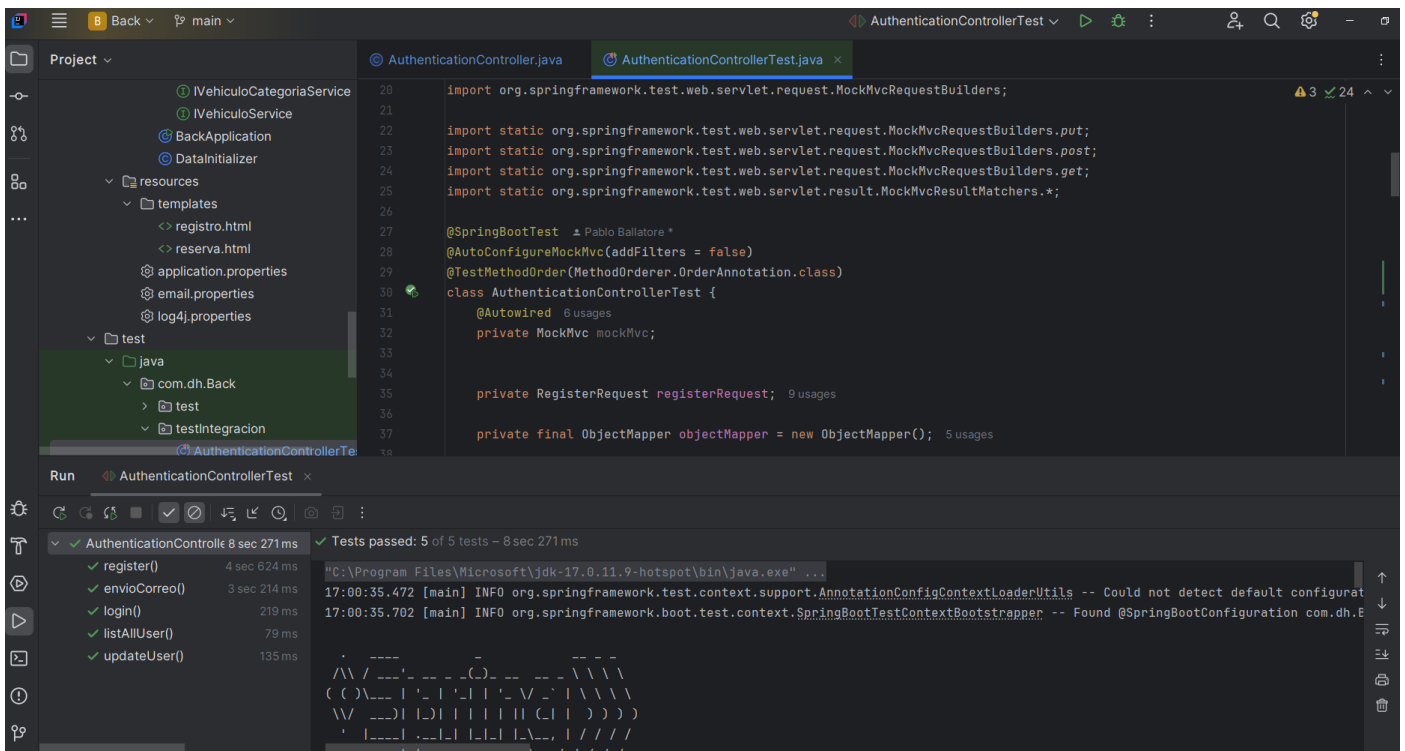 B Back main AuthenticationControllerTest
Project
AuthenticationController.java AuthenticationControllerTest.java
IVehiculoCategoriaService
IVehiculoService
BackApplication
DataInitializer
resources
templates
registro.html
reserva.html
application.properties
email.properties
log4j.properties
test
java
com.dh.Back
test
testIntegracion
AuthenticationControllerTe
3 24
20 import org.springframework.test.web.servlet.request.MockMvcRequestBuilders;
21
22 import static org.springframework.test.web.servlet.request.MockMvcRequestBuilders.put;
23 import static org.springframework.test.web.servlet.request.MockMvcRequestBuilders.post;
24 import static org.springframework.test.web.servlet.request.MockMvcRequestBuilders.get;
25 import static org.springframework.test.web.servlet.result.MockMvcResultMatchers.*;
26
27 @SpringBootTest Pablo Ballatore *
28 @AutoConfigureMockMvc(addFilters = false)
29 @TestMethodOrder(MethodOrderer.OrderAnnotation.class)
30 class AuthenticationControllerTest {
31 @Autowired 6 usages
32 private MockMvc mockMvc;
33
34
35 private RegisterRequest registerRequest; 9 usages
36
37 private final ObjectMapper objectMapper = new ObjectMapper(); 5 usages
38
Run AuthenticationControllerTest
AuthenticationControlle 8 sec 271 ms
register() 4 sec 624 ms
envioCorreo() 3 sec 214 ms
login() 219 ms
listAllUser() 79 ms
updateUser() 135 ms
Tests passed: 5 of 5 tests – 8 sec 271 ms
"C:\Program Files\Microsoft\jdk-17.0.11.9-hotspot\bin\java.exe" ...
17:00:35.472 [main] INFO org.springframework.test.context.support.AnnotationConfigContextLoaderUtils -- Could not detect default configurat
17:00:35.702 [main] INFO org.springframework.boot.test.context.SpringBootTestContextBootstrapper -- Found @SpringBootConfiguration com.dh.B